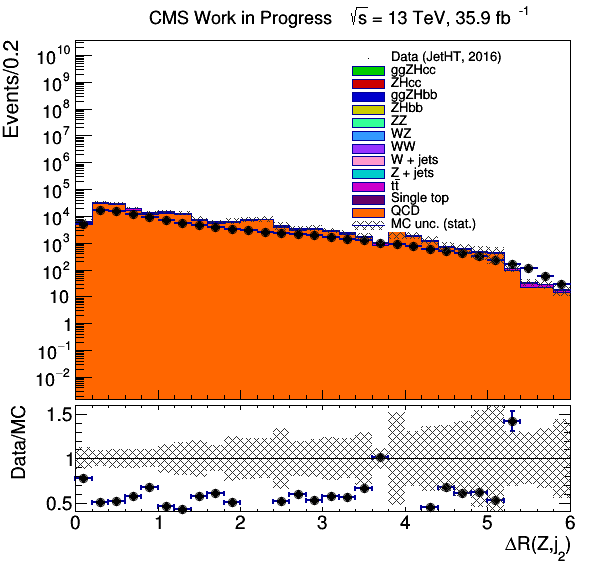 CMS Work in Progress √s = 13 TeV, 35.9 fb⁻¹
Events/0.2
10¹⁰
10⁹
10⁸
10⁷
10⁶
10⁵
10⁴
10³
10²
10
1
10⁻¹
10⁻²
Data (JetHT, 2016)
ggZHcc
ZHcc
ggZHbb
ZHbb
ZZ
WZ
WW
W + jets
Z + jets
tt̄
Single top
QCD
MC unc. (stat.)
Data/MC
1.5
1
0.5
0 1 2 3 4 5 6
ΔR(Z,j₂)